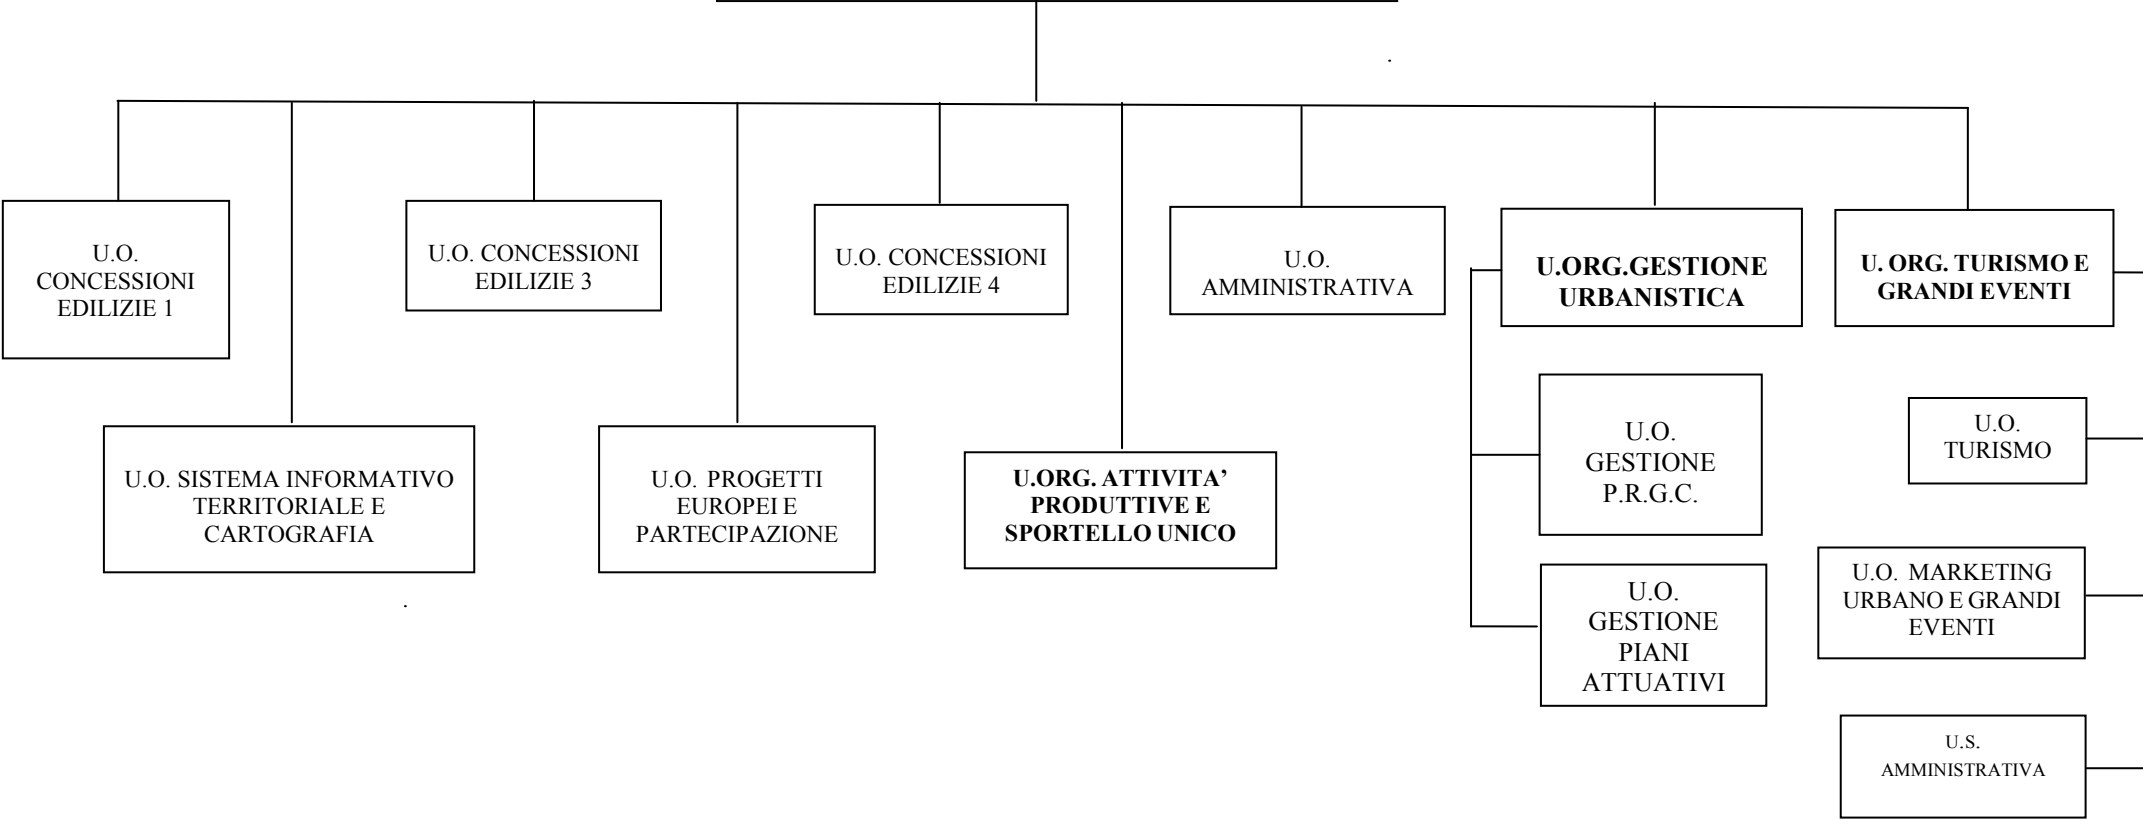 U.O.
CONCESSIONI
EDILIZIE 1
U.O. CONCESSIONI
EDILIZIE 3
U.O. CONCESSIONI
EDILIZIE 4
U.O.
AMMINISTRATIVA
U.ORG.GESTIONE
URBANISTICA
U. ORG. TURISMO E
GRANDI EVENTI
U.O. SISTEMA INFORMATIVO
TERRITORIALE E
CARTOGRAFIA
U.O. PROGETTI
EUROPEI E
PARTECIPAZIONE
U.ORG. ATTIVITA’
PRODUTTIVE E
SPORTELLO UNICO
U.O.
GESTIONE
P.R.G.C.
U.O.
TURISMO
U.O.
GESTIONE
PIANI
ATTUATIVI
U.O. MARKETING
URBANO E GRANDI
EVENTI
U.S.
AMMINISTRATIVA